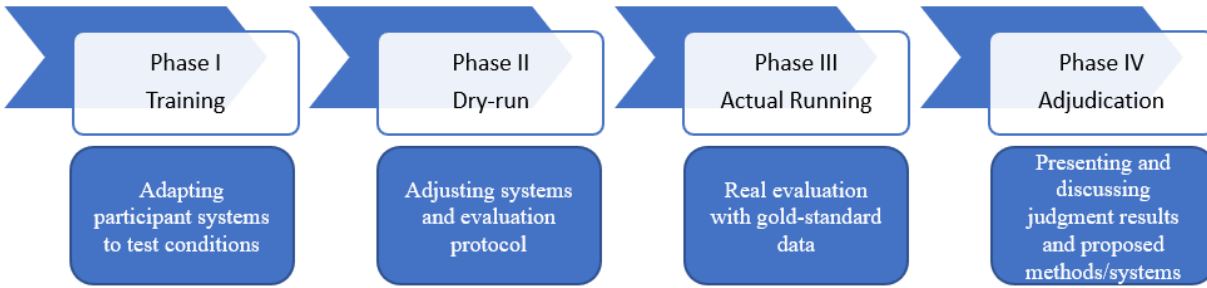 Phase I
Training
Phase II
Dry-run
Phase III
Actual Running
Phase IV
Adjudication
Adapting
participant systems
to test conditions
Adjusting systems
and evaluation
protocol
Real evaluation
with gold-standard
data
Presenting and
discussing
judgment results
and proposed
methods/systems